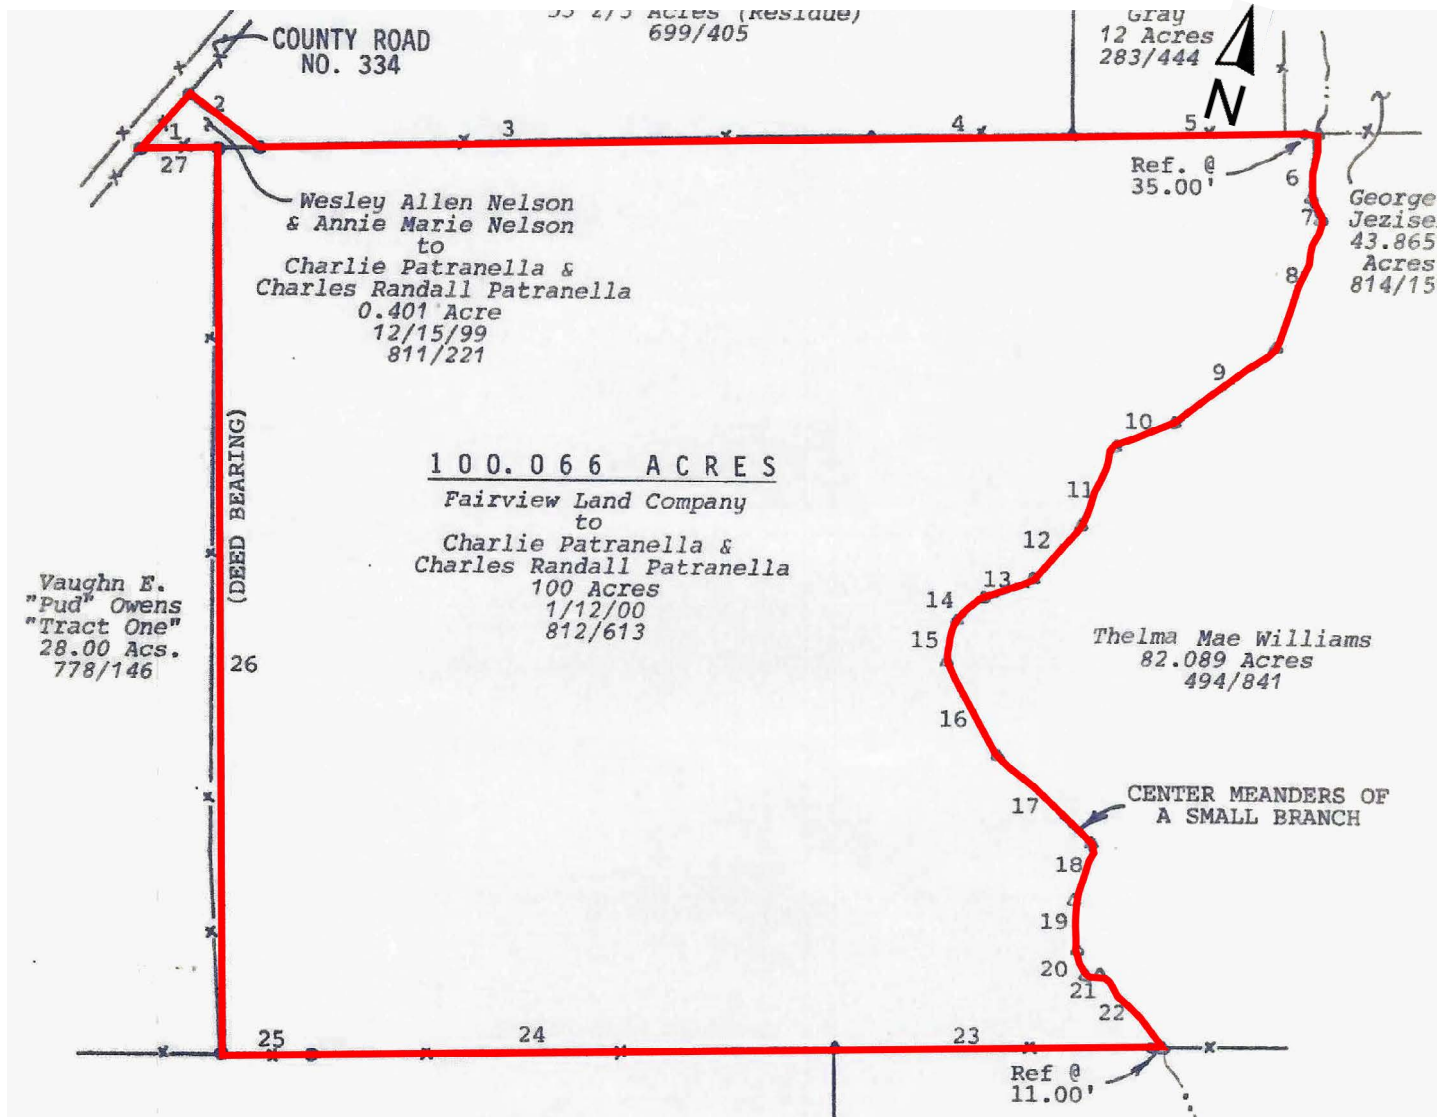 33 2/3 Acres (Residue)
699/405
Gray
12 Acres
283/444
N
COUNTY ROAD
NO. 334
1
2
3
4
5
27
Ref. @
35.00'
6
7
8
George
Jezise
43.865
Acres
814/15
Wesley Allen Nelson
& Annie Marie Nelson
to
Charlie Patranella &
Charles Randall Patranella
0.401 Acre
12/15/99
811/221
9
10
11
12
13
14
15
16
17
18
19
20
21
22
(DEED BEARING)
26
100.066 ACRES
Fairview Land Company
to
Charlie Patranella &
Charles Randall Patranella
100 Acres
1/12/00
812/613
Vaughn E.
"Pud" Owens
"Tract One"
28.00 Acs.
778/146
Thelma Mae Williams
82.089 Acres
494/841
CENTER MEANDERS OF
A SMALL BRANCH
25
24
23
Ref @
11.00'